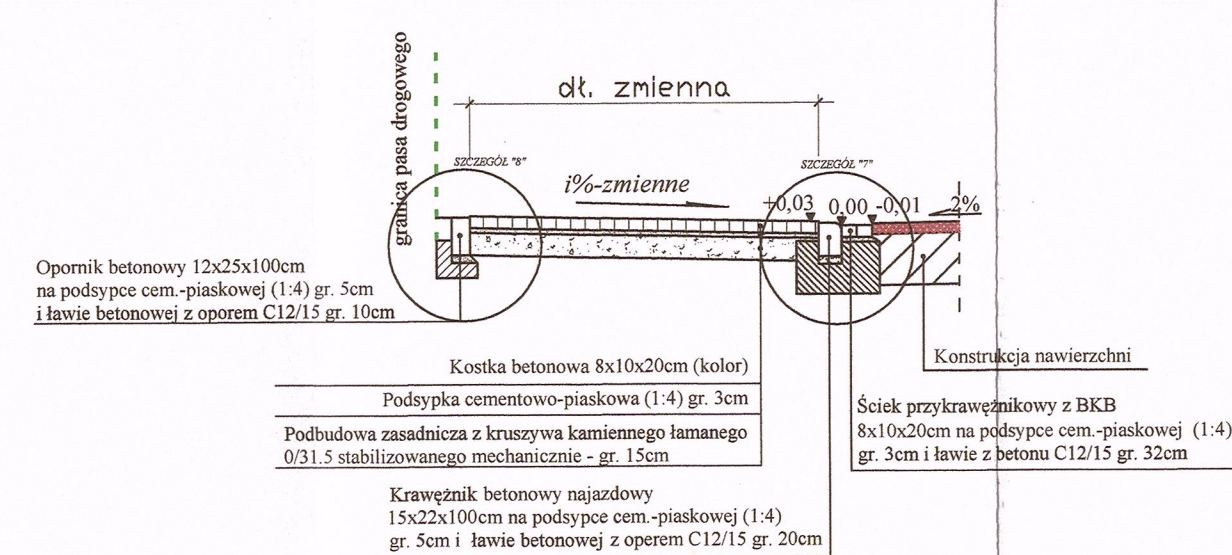 granica pasa drogowego
dł. zmienna
SZCZEGÓŁ "8"
SZCZEGÓŁ "7"
i%-zmienne
+0,03 0,00 -0,01 2%
Opornik betonowy 12x25x100cm
na podsypce cem.-piaskowej (1:4) gr. 5cm
i ławie betonowej z oporem C12/15 gr. 10cm
Kostka betonowa 8x10x20cm (kolor)
Podsypka cementowo-piaskowa (1:4) gr. 3cm
Podbudowa zasadnicza z kruszywa kamiennego łamanego
0/31.5 stabilizowanego mechanicznie - gr. 15cm
Konstrukcja nawierzchni
Ściek przykrawężnikowy z BKB
8x10x20cm na podsypce cem.-piaskowej (1:4)
gr. 3cm i ławie z betonu C12/15 gr. 32cm
Krawężnik betonowy najazdowy
15x22x100cm na podsypce cem.-piaskowej (1:4)
gr. 5cm i ławie betonowej z operem C12/15 gr. 20cm